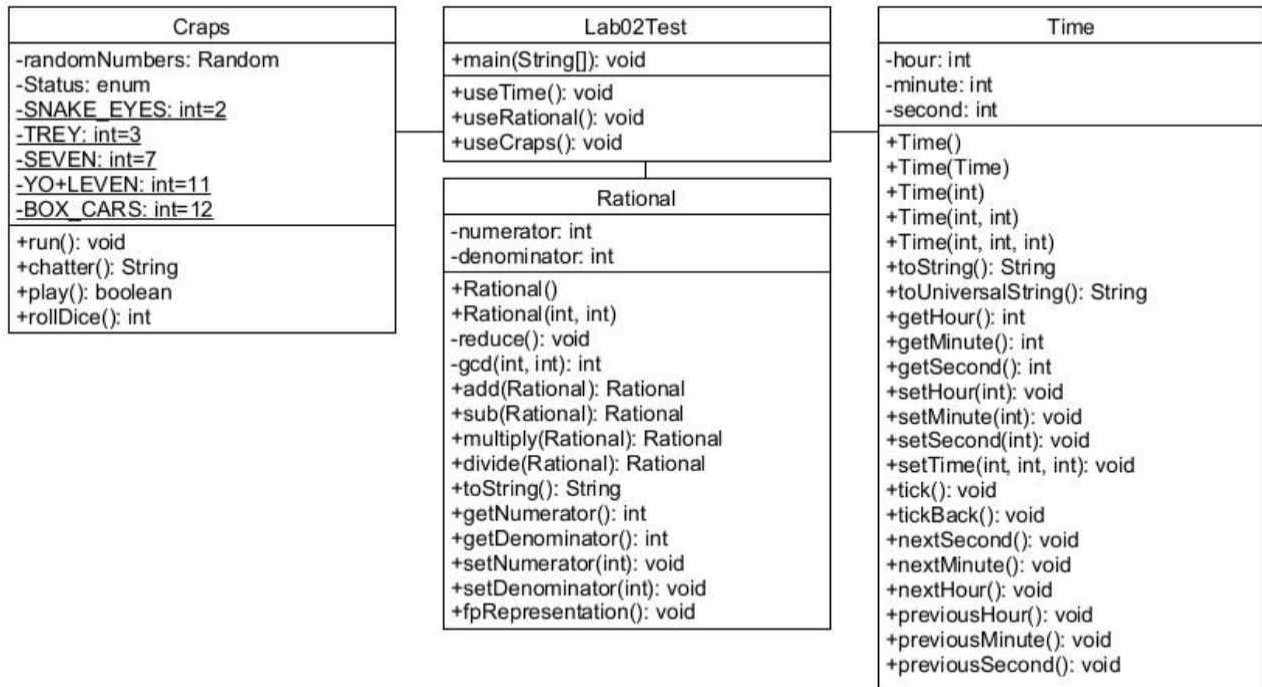 Craps
-randomNumbers: Random
-Status: enum
-SNAKE_EYES: int=2
-TREY: int=3
-SEVEN: int=7
-YO+LEVEN: int=11
-BOX_CARS: int=12
+run(): void
+chatter(): String
+play(): boolean
+rollDice(): int
Lab02Test
+main(String[]): void
+useTime(): void
+useRational(): void
+useCraps(): void
Rational
-numerator: int
-denominator: int
+Rational()
+Rational(int, int)
-reduce(): void
-gcd(int, int): int
+add(Rational): Rational
+sub(Rational): Rational
+multiply(Rational): Rational
+divide(Rational): Rational
+toString(): String
+getNumerator(): int
+getDenominator(): int
+setNumerator(int): void
+setDenominator(int): void
+fpRepresentation(): void
Time
-hour: int
-minute: int
-second: int
+Time()
+Time(Time)
+Time(int)
+Time(int, int)
+Time(int, int, int)
+toString(): String
+toUniversalString(): String
+getHour(): int
+getMinute(): int
+getSecond(): int
+setHour(int): void
+setMinute(int): void
+setSecond(int): void
+setTime(int, int, int): void
+tick(): void
+tickBack(): void
+nextSecond(): void
+nextMinute(): void
+nextHour(): void
+previousHour(): void
+previousMinute(): void
+previousSecond(): void